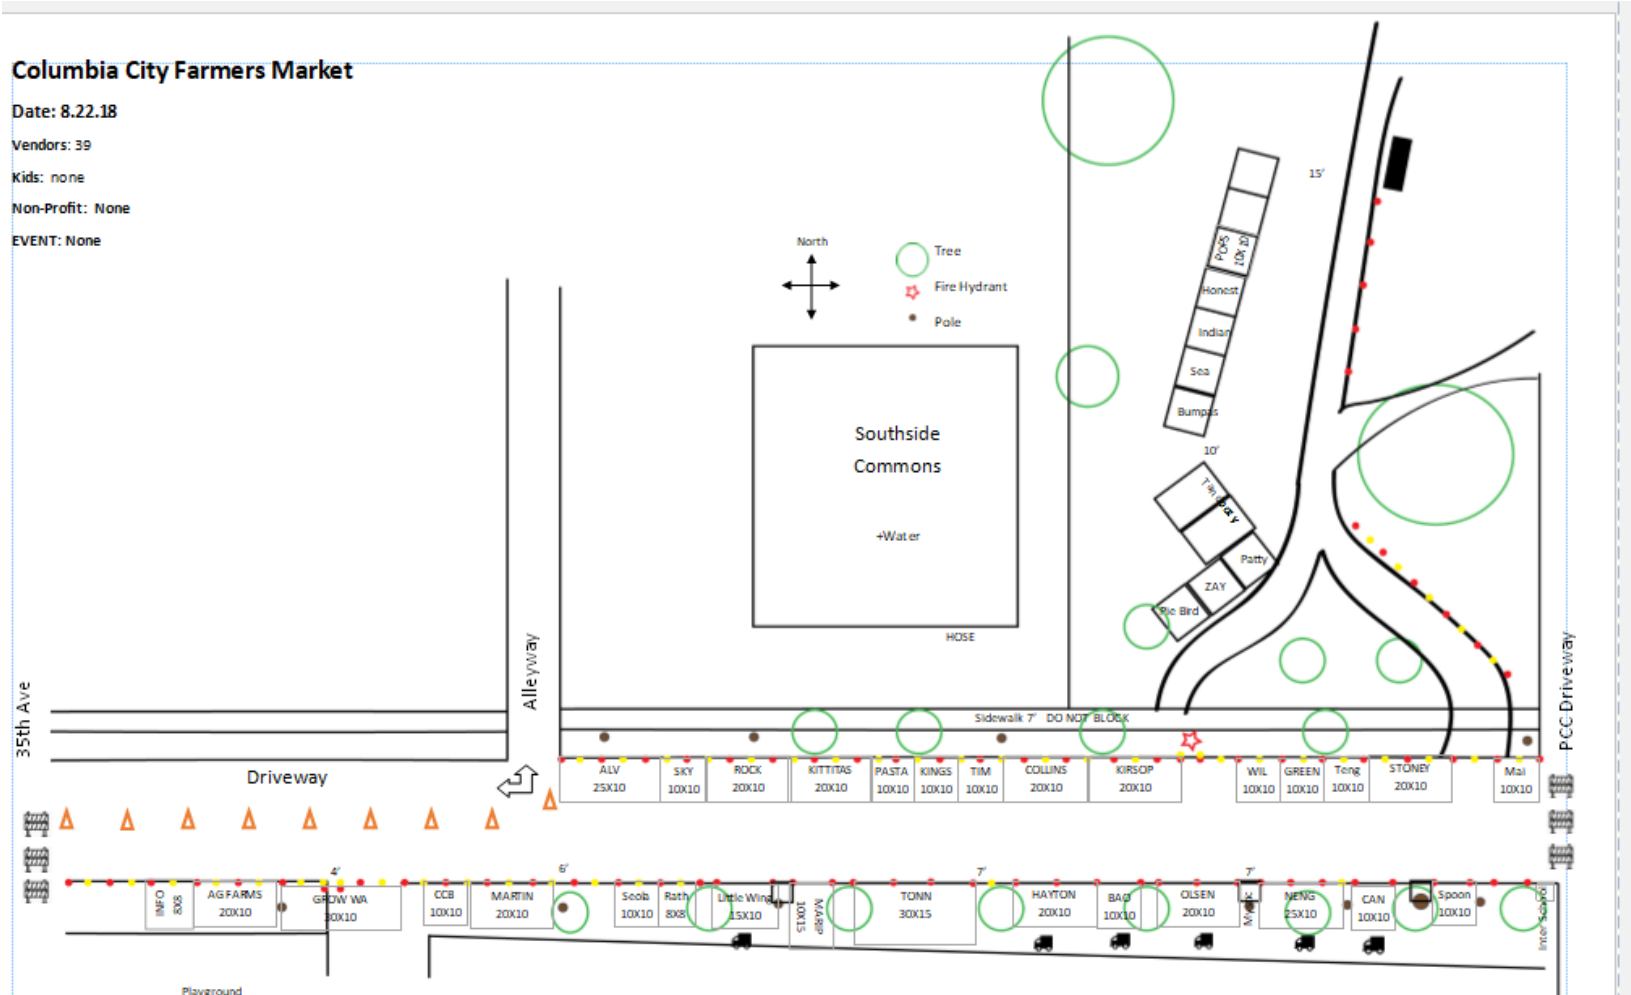 Columbia City Farmers Market
Date: 8.22.18
Vendors: 39
Kids: none
Non-Profit: None
EVENT: None
North
Tree
Fire Hydrant
Pole
15'
POPS
10X20
Honest
Indian
Sea
Bumpas
10'
Patty
ZAY
Pie Bird
Southside
Commons
+Water
HOSE
Alleyway
35th Ave
PCC Driveway
Sidewalk 7' DO NOT BLOCK
Driveway
ALV
25X10
SKY
10X10
ROCK
20X10
KITTITAS
20X10
PASTA
10X10
KINGS
10X10
TIM
10X10
COLLINS
20X10
KIRSOP
20X10
WIL
10X10
GREEN
10X10
Teng
10X10
STONEY
20X10
Mai
10X10
4'
6'
7'
7'
INFO
8X8
AG FARMS
20X10
GROW WA
30X10
CCB
10X10
MARTIN
20X10
Seola
10X10
Rath
8X8
Little Wing
15X10
MARIP
10X15
TONN
30X15
HAYTON
20X10
BAO
10X10
OLSEN
20X10
NENG
25X10
CAN
10X10
Spoon
10X10
Playground